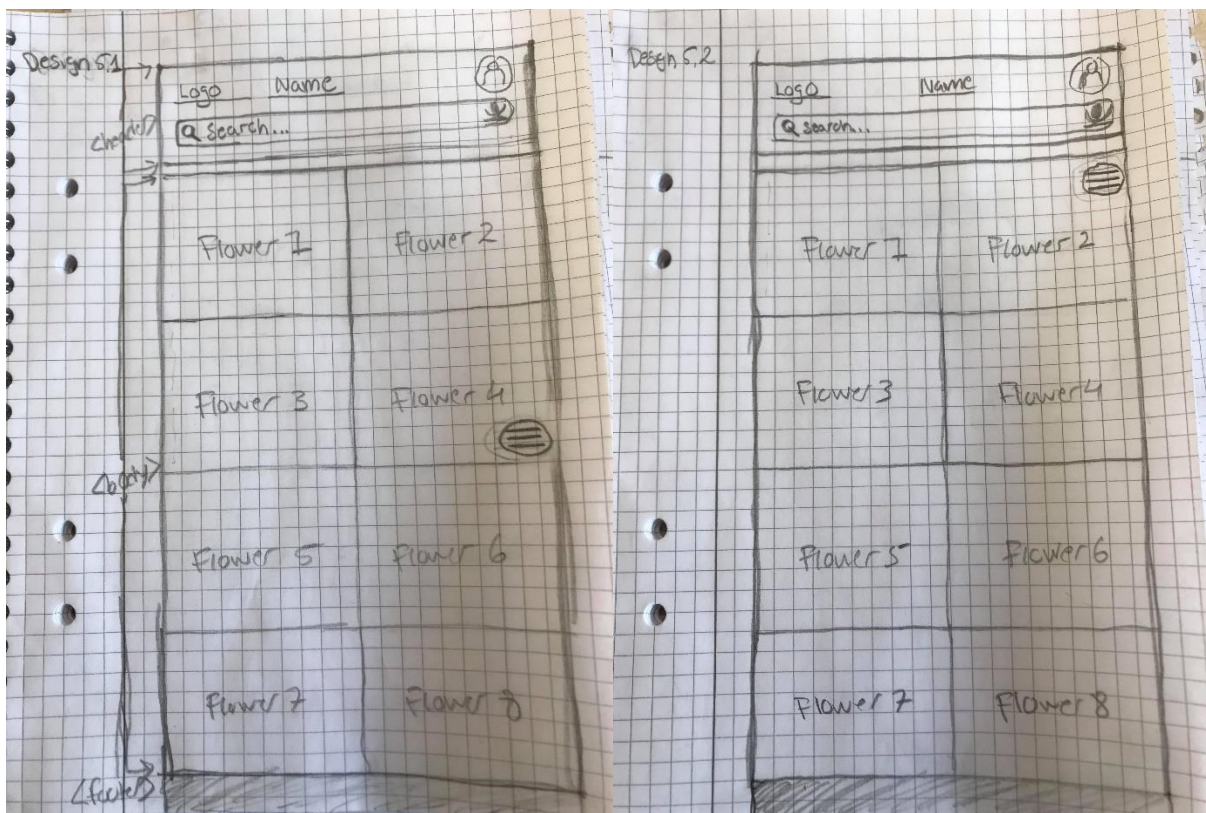 Design 5.1
Logo Name
Search...
<header>
Flower 1 Flower 2
Flower 3 Flower 4
<body>
Flower 5 Flower 6
Flower 7 Flower 8
<footer>
Design 5.2
Logo Name
Search...
Flower 1 Flower 2
Flower 3 Flower 4
Flower 5 Flower 6
Flower 7 Flower 8